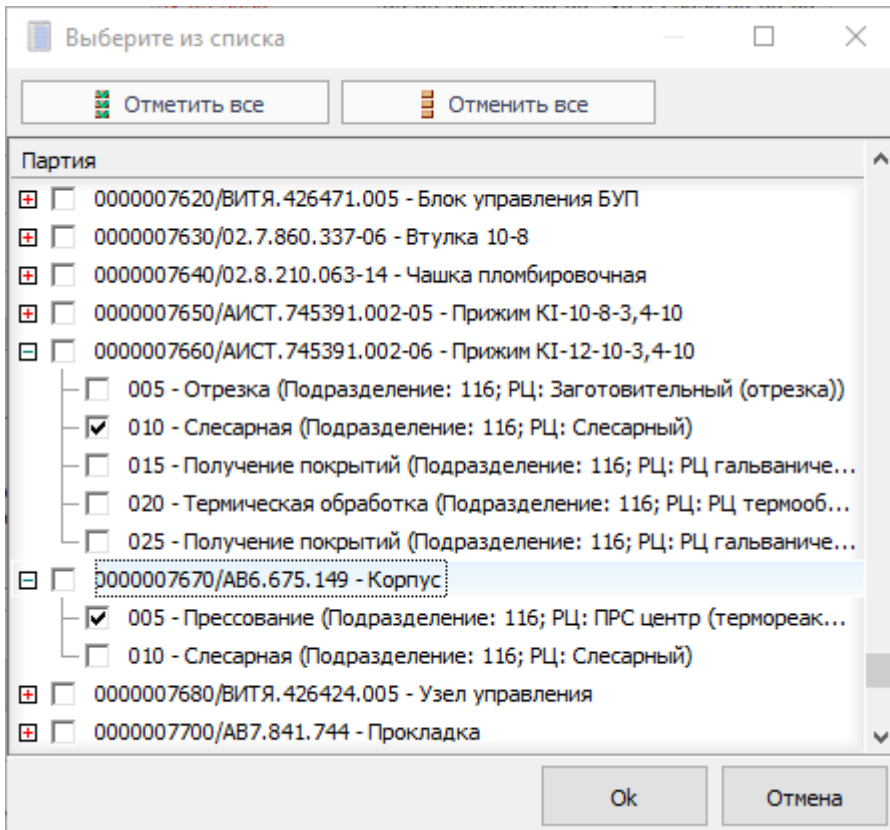 Выберите из списка
Отметить все
Отменить все
Партия
0000007620/ВИТЯ.426471.005 - Блок управления БУП
0000007630/02.7.860.337-06 - Втулка 10-8
0000007640/02.8.210.063-14 - Чашка пломбировочная
0000007650/АИСТ.745391.002-05 - Прижим KI-10-8-3,4-10
0000007660/АИСТ.745391.002-06 - Прижим KI-12-10-3,4-10
005 - Отрезка (Подразделение: 116; РЦ: Заготовительный (отрезка))
010 - Слесарная (Подразделение: 116; РЦ: Слесарный)
015 - Получение покрытий (Подразделение: 116; РЦ: РЦ гальваниче...
020 - Термическая обработка (Подразделение: 116; РЦ: РЦ термооб...
025 - Получение покрытий (Подразделение: 116; РЦ: РЦ гальваниче...
0000007670/АВ6.675.149 - Корпус
005 - Прессование (Подразделение: 116; РЦ: ПРС центр (термореак...
010 - Слесарная (Подразделение: 116; РЦ: Слесарный)
0000007680/ВИТЯ.426424.005 - Узел управления
0000007700/АВ7.841.744 - Прокладка
Ok
Отмена